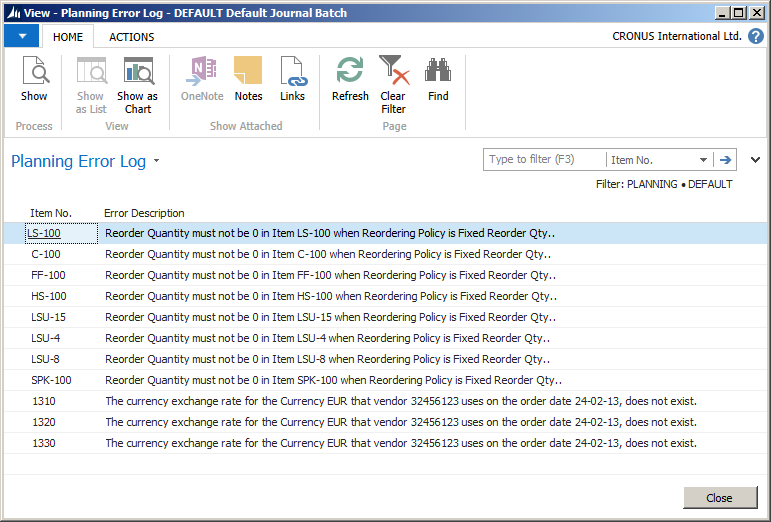 View - Planning Error Log - DEFAULT Default Journal Batch
HOME ACTIONS CRONUS International Ltd.
Show Show as List Show as Chart OneNote Notes Links Refresh Clear Filter Find
Process View Show Attached Page
Planning Error Log Type to filter (F3) Item No.
Filter: PLANNING • DEFAULT
Item No. Error Description
LS-100 Reorder Quantity must not be 0 in Item LS-100 when Reordering Policy is Fixed Reorder Qty..
C-100 Reorder Quantity must not be 0 in Item C-100 when Reordering Policy is Fixed Reorder Qty..
FF-100 Reorder Quantity must not be 0 in Item FF-100 when Reordering Policy is Fixed Reorder Qty..
HS-100 Reorder Quantity must not be 0 in Item HS-100 when Reordering Policy is Fixed Reorder Qty..
LSU-15 Reorder Quantity must not be 0 in Item LSU-15 when Reordering Policy is Fixed Reorder Qty..
LSU-4 Reorder Quantity must not be 0 in Item LSU-4 when Reordering Policy is Fixed Reorder Qty..
LSU-8 Reorder Quantity must not be 0 in Item LSU-8 when Reordering Policy is Fixed Reorder Qty..
SPK-100 Reorder Quantity must not be 0 in Item SPK-100 when Reordering Policy is Fixed Reorder Qty..
1310 The currency exchange rate for the Currency EUR that vendor 32456123 uses on the order date 24-02-13, does not exist.
1320 The currency exchange rate for the Currency EUR that vendor 32456123 uses on the order date 24-02-13, does not exist.
1330 The currency exchange rate for the Currency EUR that vendor 32456123 uses on the order date 24-02-13, does not exist.
Close